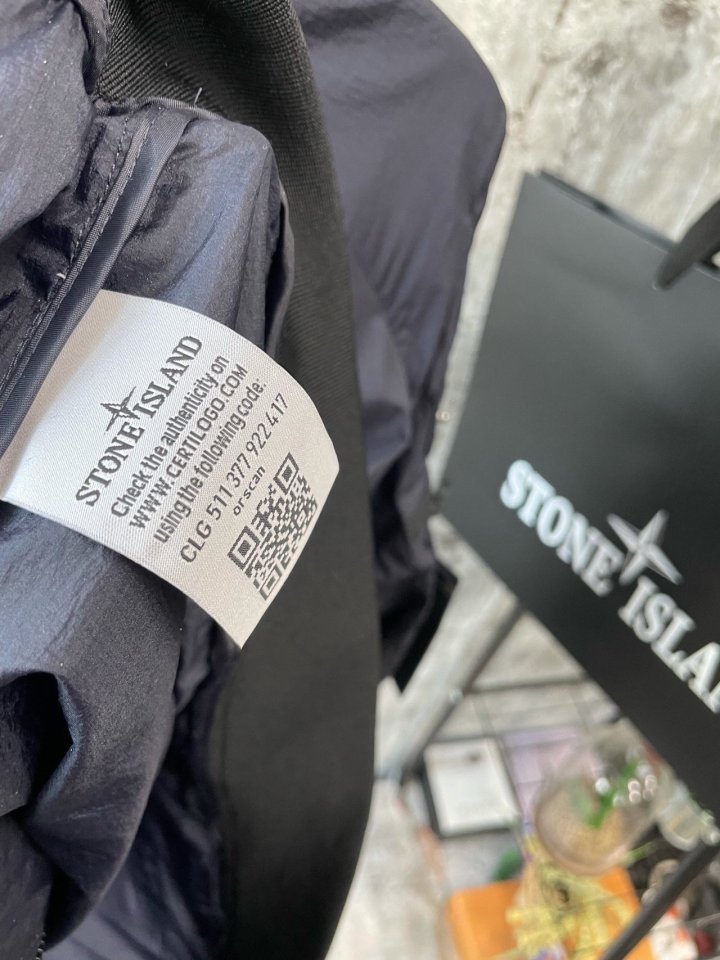 STONE ISLAND
Check the authenticity on
WWW.CERTILOGO.COM
using the following code:
CLG 511 377 922 417
or scan
STONE
ISLA